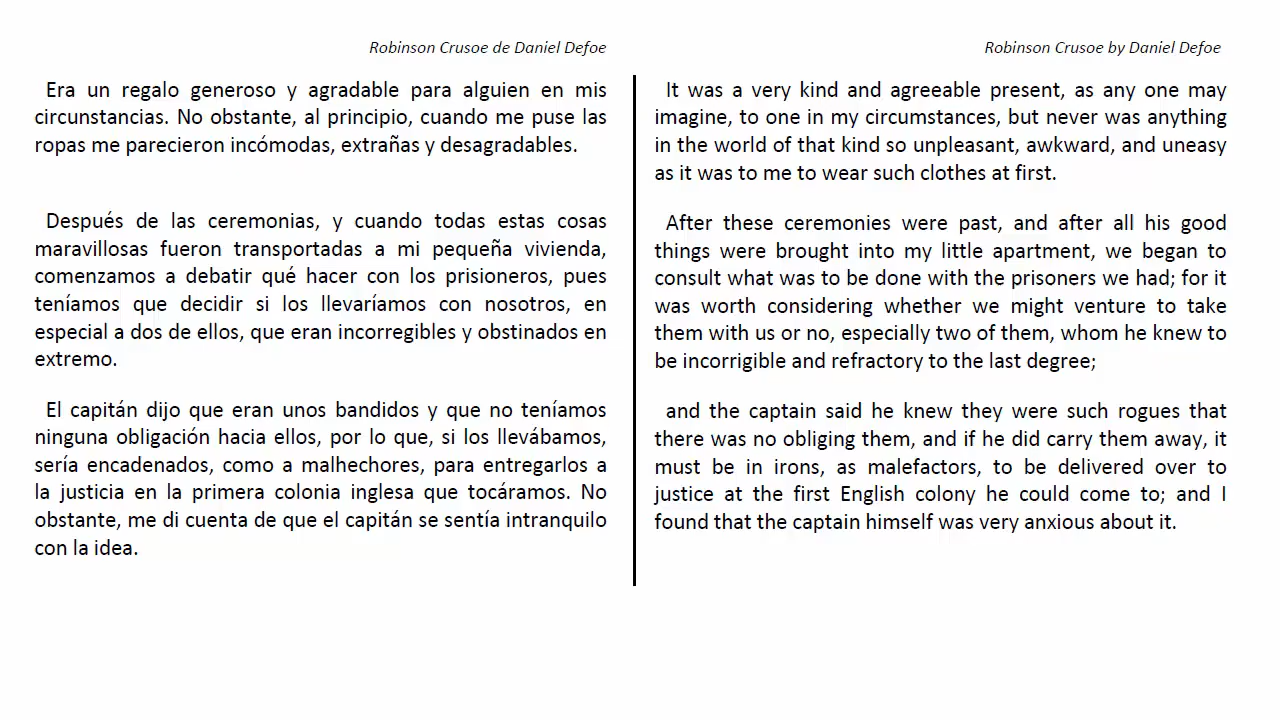 Robinson Crusoe de Daniel Defoe
Era un regalo generoso y agradable para alguien en mis
circunstancias. No obstante, al principio, cuando me puse las
ropas me parecieron incómodas, extrañas y desagradables.
Después de las ceremonias, y cuando todas estas cosas
maravillosas fueron transportadas a mi pequeña vivienda,
comenzamos a debatir qué hacer con los prisioneros, pues
teníamos que decidir si los llevaríamos con nosotros, en
especial a dos de ellos, que eran incorregibles y obstinados en
extremo.
El capitán dijo que eran unos bandidos y que no teníamos
ninguna obligación hacia ellos, por lo que, si los llevábamos,
sería encadenados, como a malhechores, para entregarlos a
la justicia en la primera colonia inglesa que tocáramos. No
obstante, me di cuenta de que el capitán se sentía intranquilo
con la idea.
Robinson Crusoe by Daniel Defoe
It was a very kind and agreeable present, as any one may
imagine, to one in my circumstances, but never was anything
in the world of that kind so unpleasant, awkward, and uneasy
as it was to me to wear such clothes at first.
After these ceremonies were past, and after all his good
things were brought into my little apartment, we began to
consult what was to be done with the prisoners we had; for it
was worth considering whether we might venture to take
them with us or no, especially two of them, whom he knew to
be incorrigible and refractory to the last degree;
and the captain said he knew they were such rogues that
there was no obliging them, and if he did carry them away, it
must be in irons, as malefactors, to be delivered over to
justice at the first English colony he could come to; and I
found that the captain himself was very anxious about it.